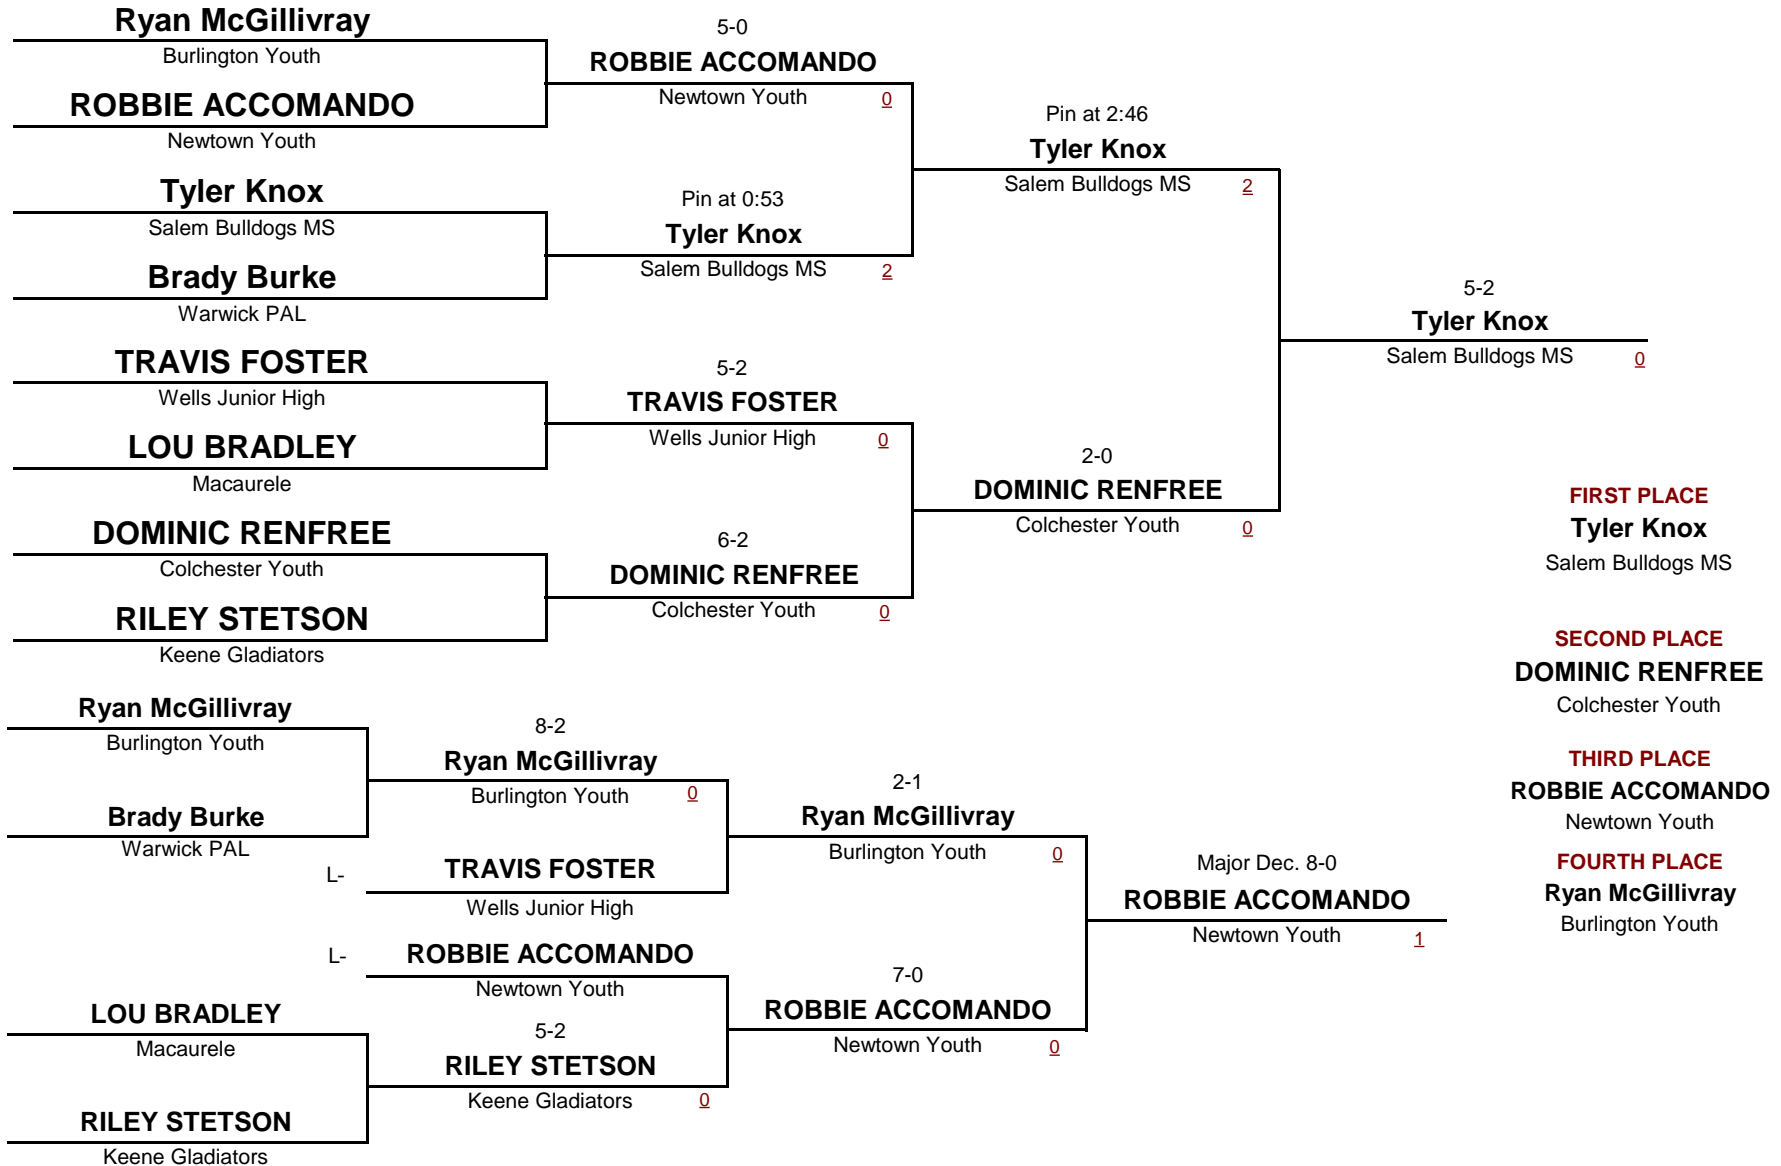 Ryan McGillivray
Burlington Youth
ROBBIE ACCOMANDO
Newtown Youth
Tyler Knox
Salem Bulldogs MS
Brady Burke
Warwick PAL
TRAVIS FOSTER
Wells Junior High
LOU BRADLEY
Macaurele
DOMINIC RENFREE
Colchester Youth
RILEY STETSON
Keene Gladiators
5-0
ROBBIE ACCOMANDO
Newtown Youth 0
Pin at 0:53
Tyler Knox
Salem Bulldogs MS 2
5-2
TRAVIS FOSTER
Wells Junior High 0
6-2
DOMINIC RENFREE
Colchester Youth 0
Pin at 2:46
Tyler Knox
Salem Bulldogs MS 2
2-0
DOMINIC RENFREE
Colchester Youth 0
5-2
Tyler Knox
Salem Bulldogs MS 0
FIRST PLACE
Tyler Knox
Salem Bulldogs MS
SECOND PLACE
DOMINIC RENFREE
Colchester Youth
THIRD PLACE
ROBBIE ACCOMANDO
Newtown Youth
FOURTH PLACE
Ryan McGillivray
Burlington Youth
Ryan McGillivray
Burlington Youth
Brady Burke
Warwick PAL
LOU BRADLEY
Macaurele
RILEY STETSON
Keene Gladiators
8-2
Ryan McGillivray
Burlington Youth 0
L- TRAVIS FOSTER
Wells Junior High
L- ROBBIE ACCOMANDO
Newtown Youth
5-2
RILEY STETSON
Keene Gladiators 0
2-1
Ryan McGillivray
Burlington Youth 0
7-0
ROBBIE ACCOMANDO
Newtown Youth 0
Major Dec. 8-0
ROBBIE ACCOMANDO
Newtown Youth 1